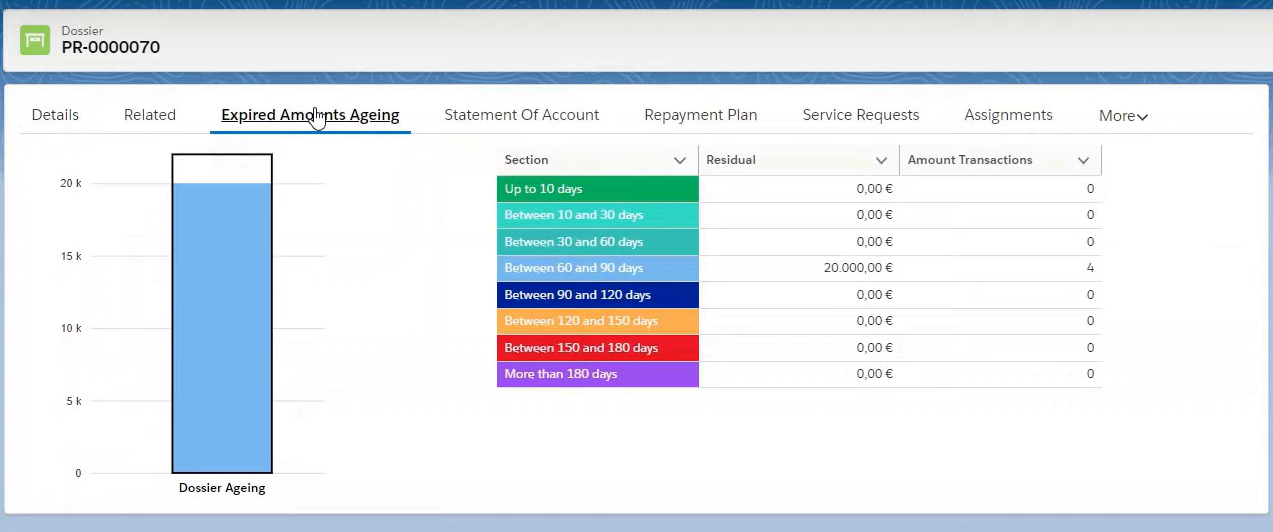 Dossier
PR-0000070
Details Related Expired Amounts Ageing Statement Of Account Repayment Plan Service Requests Assignments More
20 k
15 k
10 k
5 k
0
Dossier Ageing
Section Residual Amount Transactions
Up to 10 days 0,00 € 0
Between 10 and 30 days 0,00 € 0
Between 30 and 60 days 0,00 € 0
Between 60 and 90 days 20.000,00 € 4
Between 90 and 120 days 0,00 € 0
Between 120 and 150 days 0,00 € 0
Between 150 and 180 days 0,00 € 0
More than 180 days 0,00 € 0